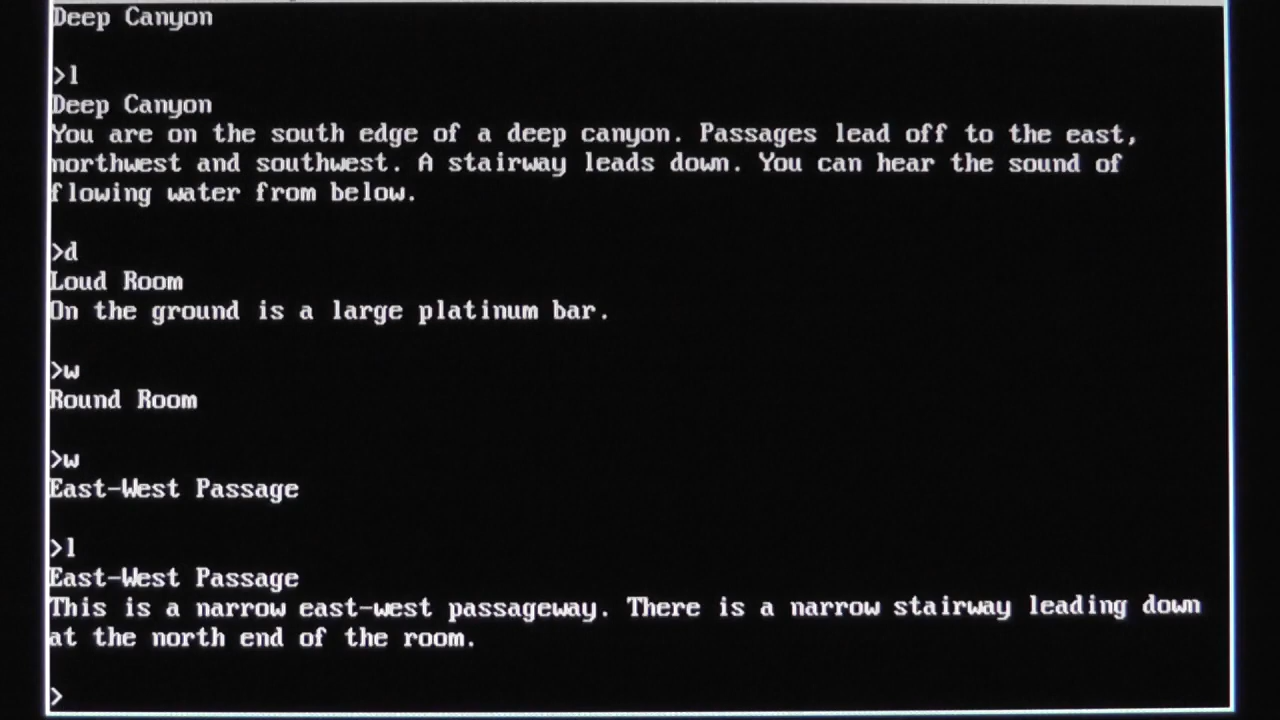 Deep Canyon
>l
Deep Canyon
You are on the south edge of a deep canyon. Passages lead off to the east,
northwest and southwest. A stairway leads down. You can hear the sound of
flowing water from below.
>d
Loud Room
On the ground is a large platinum bar.
>w
Round Room
>w
East-West Passage
>l
East-West Passage
This is a narrow east-west passageway. There is a narrow stairway leading down
at the north end of the room.
>